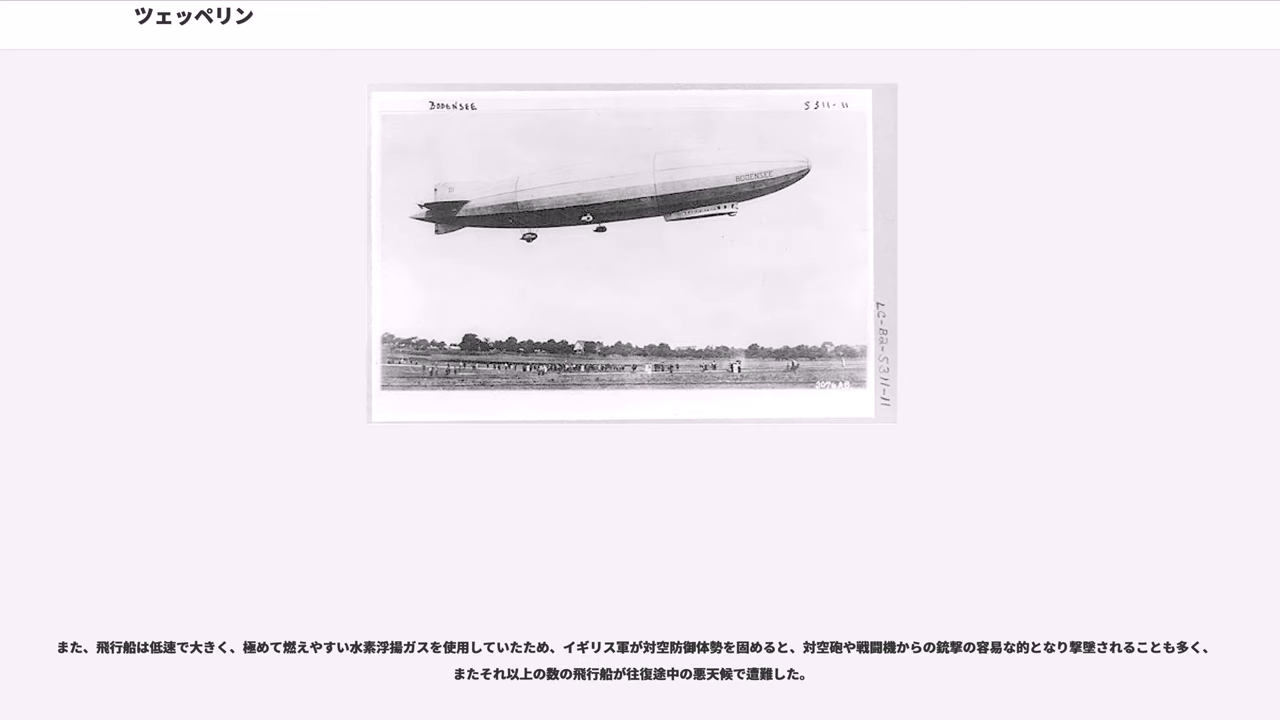 ツェッペリン
BODENSEE
5311-11
BODENSEE
LC-B2-5311-11
また、飛行船は低速で大きく、極めて燃えやすい水素浮揚ガスを使用していたため、イギリス軍が対空防御体勢を固めると、対空砲や戦闘機からの銃撃の容易な的となり撃墜されることも多く、
またそれ以上の数の飛行船が往復途中の悪天候で遭難した。